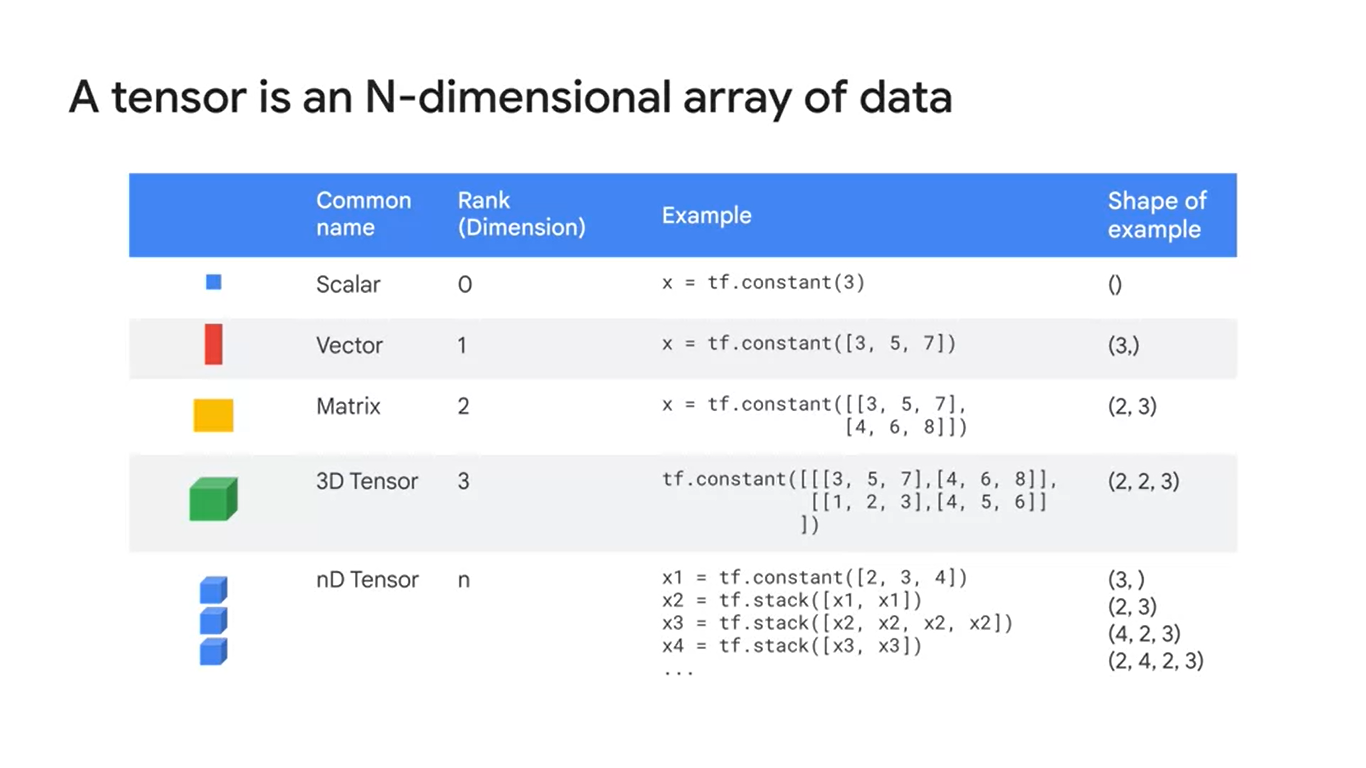 A tensor is an N-dimensional array of data
Common name
Rank (Dimension)
Example
Shape of example
Scalar
0
x = tf.constant(3)
()
Vector
1
x = tf.constant([3, 5, 7])
(3,)
Matrix
2
x = tf.constant([[3, 5, 7],
[4, 6, 8]])
(2, 3)
3D Tensor
3
tf.constant([[[3, 5, 7],[4, 6, 8]],
[[1, 2, 3],[4, 5, 6]]
])
(2, 2, 3)
nD Tensor
n
x1 = tf.constant([2, 3, 4])
x2 = tf.stack([x1, x1])
x3 = tf.stack([x2, x2, x2, x2])
x4 = tf.stack([x3, x3])
...
(3, )
(2, 3)
(4, 2, 3)
(2, 4, 2, 3)